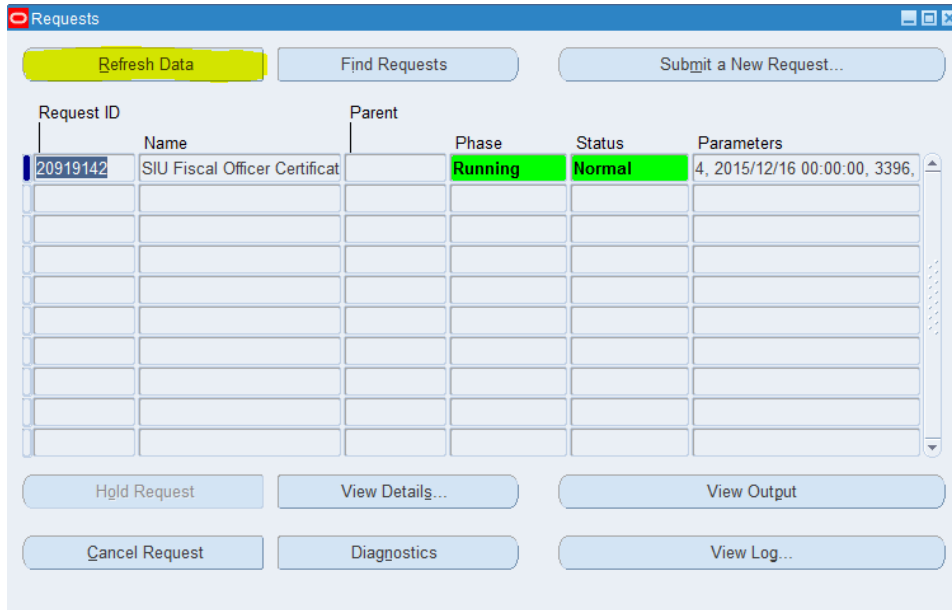 Requests
Refresh Data Find Requests Submit a New Request...
Request ID Parent
Name Phase Status Parameters
20919142 SIU Fiscal Officer Certificat Running Normal 4, 2015/12/16 00:00:00, 3396,
Hold Request View Details... View Output
Cancel Request Diagnostics View Log...